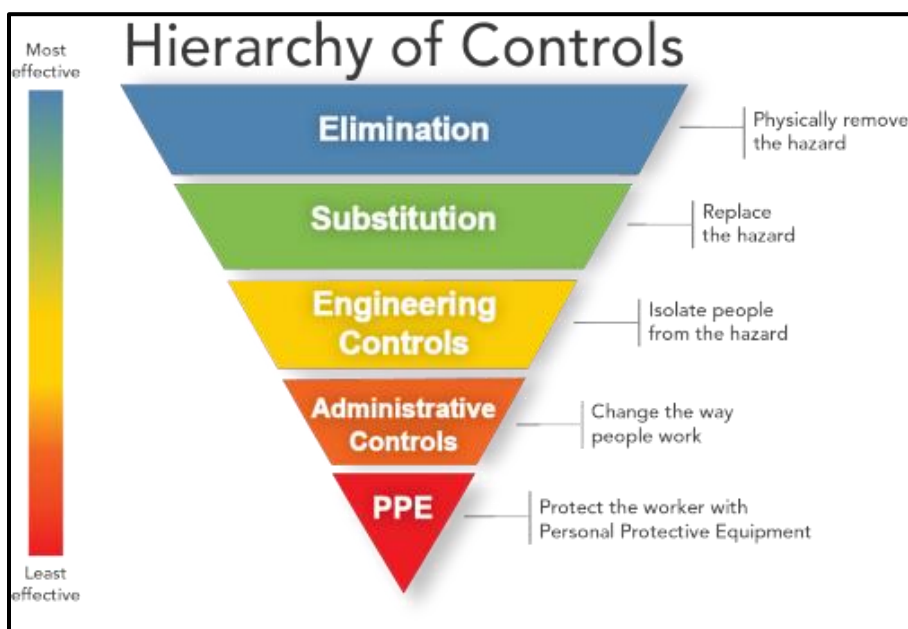 Hierarchy of Controls
Most
effective
Elimination
Physically remove
the hazard
Substitution
Replace
the hazard
Engineering
Controls
Isolate people
from the hazard
Administrative
Controls
Change the way
people work
PPE
Protect the worker with
Personal Protective Equipment
Least
effective